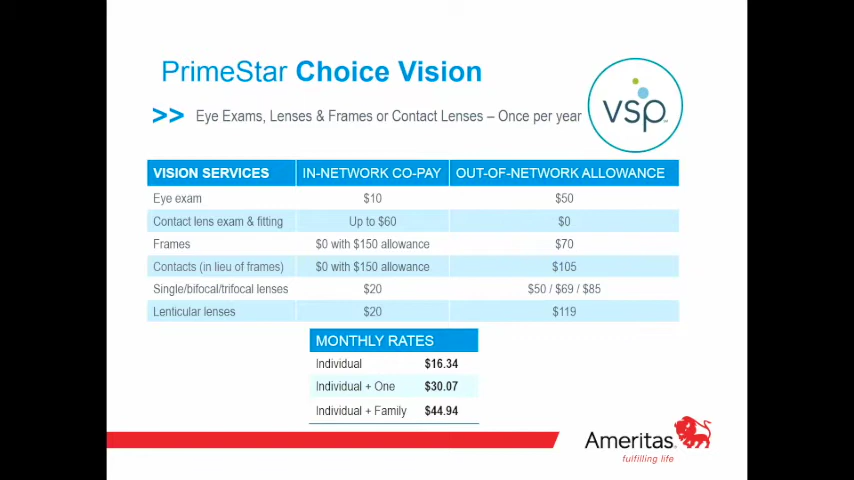 PrimeStar Choice Vision
>> Eye Exams, Lenses & Frames or Contact Lenses – Once per year
vsp
VISION SERVICES IN-NETWORK CO-PAY OUT-OF-NETWORK ALLOWANCE
Eye exam $10 $50
Contact lens exam & fitting Up to $60 $0
Frames $0 with $150 allowance $70
Contacts (in lieu of frames) $0 with $150 allowance $105
Single/bifocal/trifocal lenses $20 $50 / $69 / $85
Lenticular lenses $20 $119
MONTHLY RATES
Individual $16.34
Individual + One $30.07
Individual + Family $44.94
Ameritas
fulfilling life